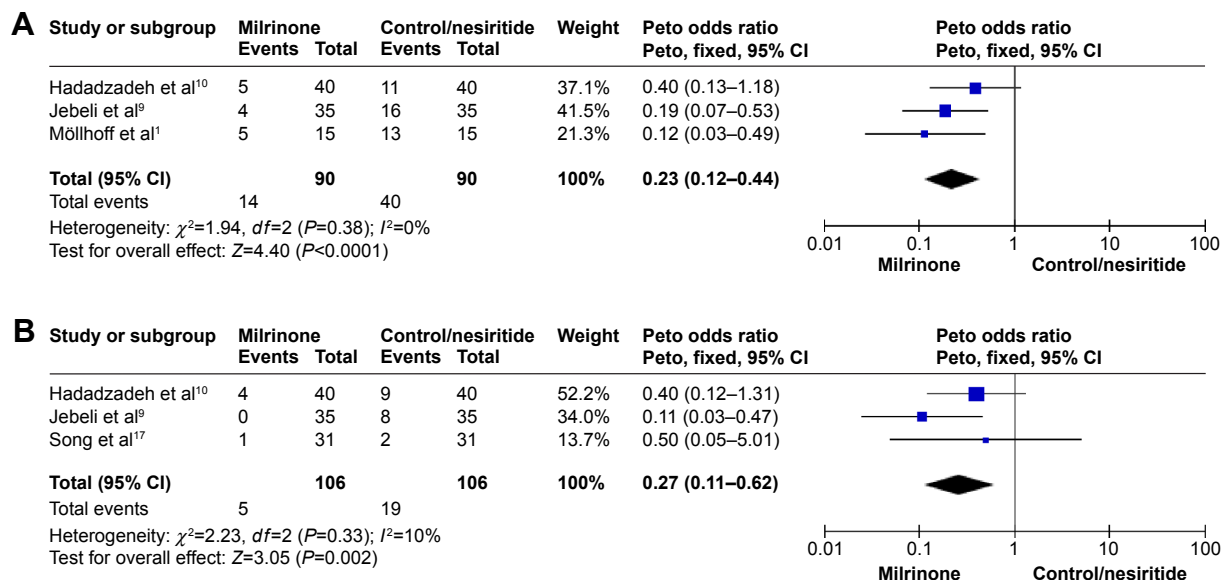 A
Study or subgroup Milrinone Control/nesiritide Weight Peto odds ratio Peto odds ratio
Events Total Events Total Peto, fixed, 95% CI Peto, fixed, 95% CI
Hadadzadeh et al¹⁰ 5 40 11 40 37.1% 0.40 (0.13–1.18)
Jebeli et al⁹ 4 35 16 35 41.5% 0.19 (0.07–0.53)
Möllhoff et al¹ 5 15 13 15 21.3% 0.12 (0.03–0.49)
Total (95% CI) 90 90 100% 0.23 (0.12–0.44)
Total events 14 40
Heterogeneity: χ²=1.94, df=2 (P=0.38); I²=0%
Test for overall effect: Z=4.40 (P<0.0001)
0.01 0.1 1 10 100
Milrinone Control/nesiritide
B
Study or subgroup Milrinone Control/nesiritide Weight Peto odds ratio Peto odds ratio
Events Total Events Total Peto, fixed, 95% CI Peto, fixed, 95% CI
Hadadzadeh et al¹⁰ 4 40 9 40 52.2% 0.40 (0.12–1.31)
Jebeli et al⁹ 0 35 8 35 34.0% 0.11 (0.03–0.47)
Song et al¹⁷ 1 31 2 31 13.7% 0.50 (0.05–5.01)
Total (95% CI) 106 106 100% 0.27 (0.11–0.62)
Total events 5 19
Heterogeneity: χ²=2.23, df=2 (P=0.33); I²=10%
Test for overall effect: Z=3.05 (P=0.002)
0.01 0.1 1 10 100
Milrinone Control/nesiritide